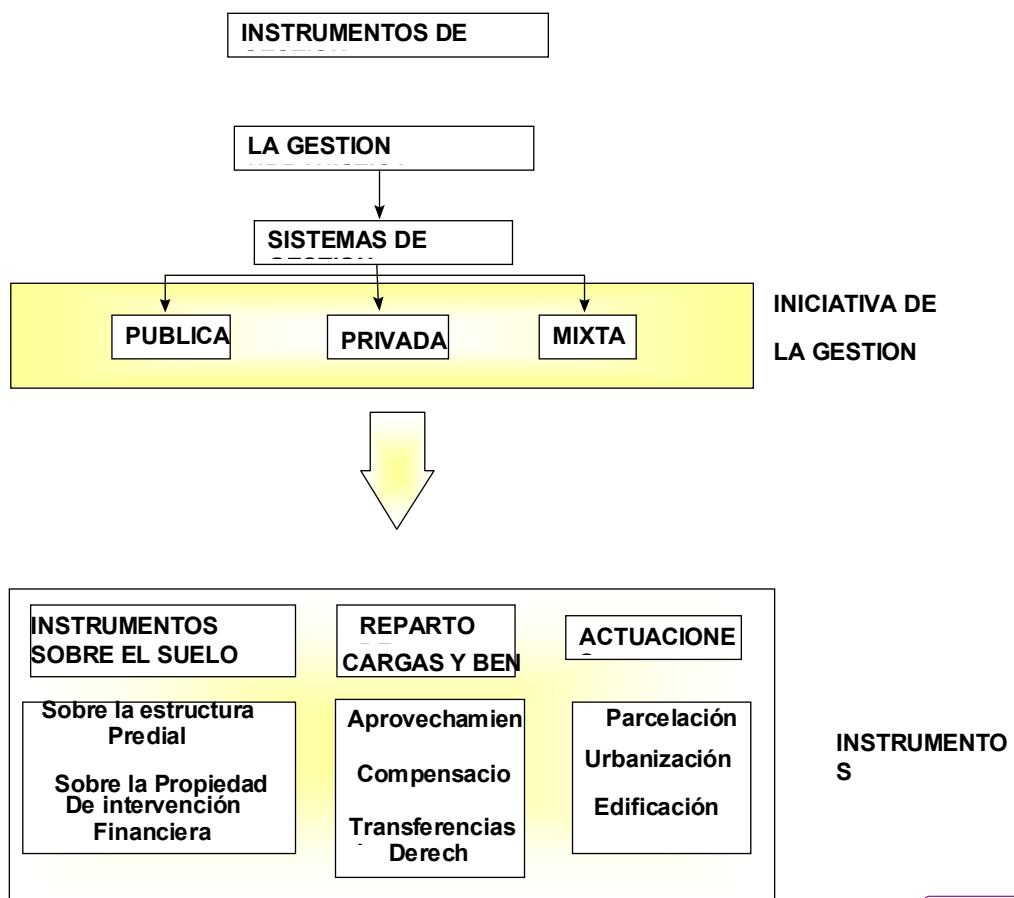 INSTRUMENTOS DE
LA GESTION
SISTEMAS DE
PUBLICA
PRIVADA
MIXTA
INICIATIVA DE
LA GESTION
INSTRUMENTOS
SOBRE EL SUELO
REPARTO
CARGAS Y BEN
ACTUACIONE
Sobre la estructura
Predial
Sobre la Propiedad
De intervención
Financiera
Aprovechamien
Compensacio
Transferencias
Derech
Parcelación
Urbanización
Edificación
INSTRUMENTO
S